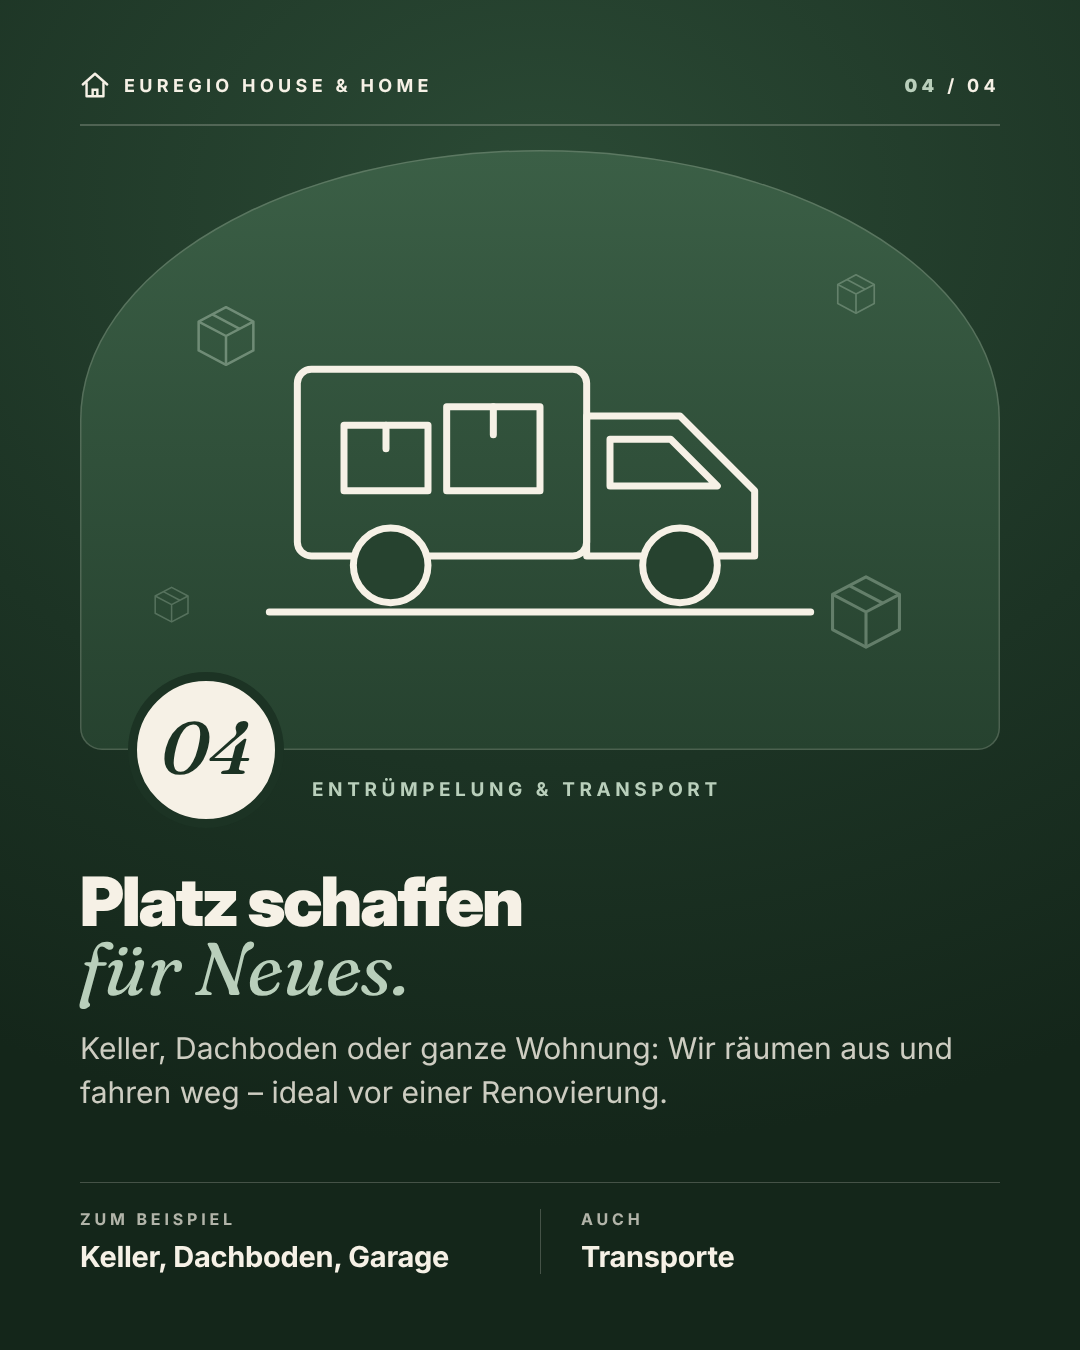 EUREGIO HOUSE & HOME
04 / 04
04
ENTRÜMPELUNG & TRANSPORT
Platz schaffen
für Neues.
Keller, Dachboden oder ganze Wohnung: Wir räumen aus und
fahren weg – ideal vor einer Renovierung.
ZUM BEISPIEL
Keller, Dachboden, Garage
AUCH
Transporte